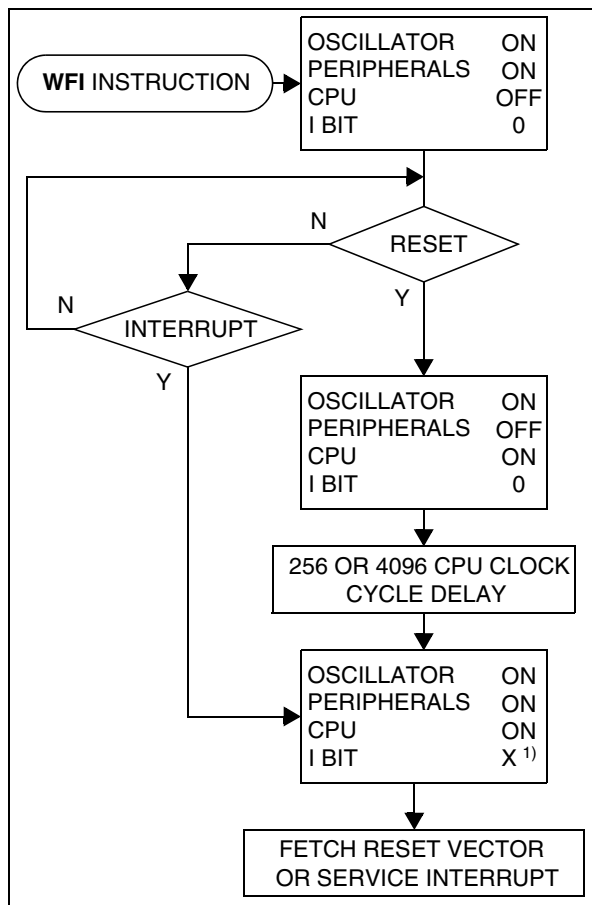 WFI INSTRUCTION
OSCILLATOR ON
PERIPHERALS ON
CPU OFF
I BIT 0
N
RESET
N
INTERRUPT
Y
Y
OSCILLATOR ON
PERIPHERALS OFF
CPU ON
I BIT 0
256 OR 4096 CPU CLOCK
CYCLE DELAY
OSCILLATOR ON
PERIPHERALS ON
CPU ON
I BIT X 1)
FETCH RESET VECTOR
OR SERVICE INTERRUPT